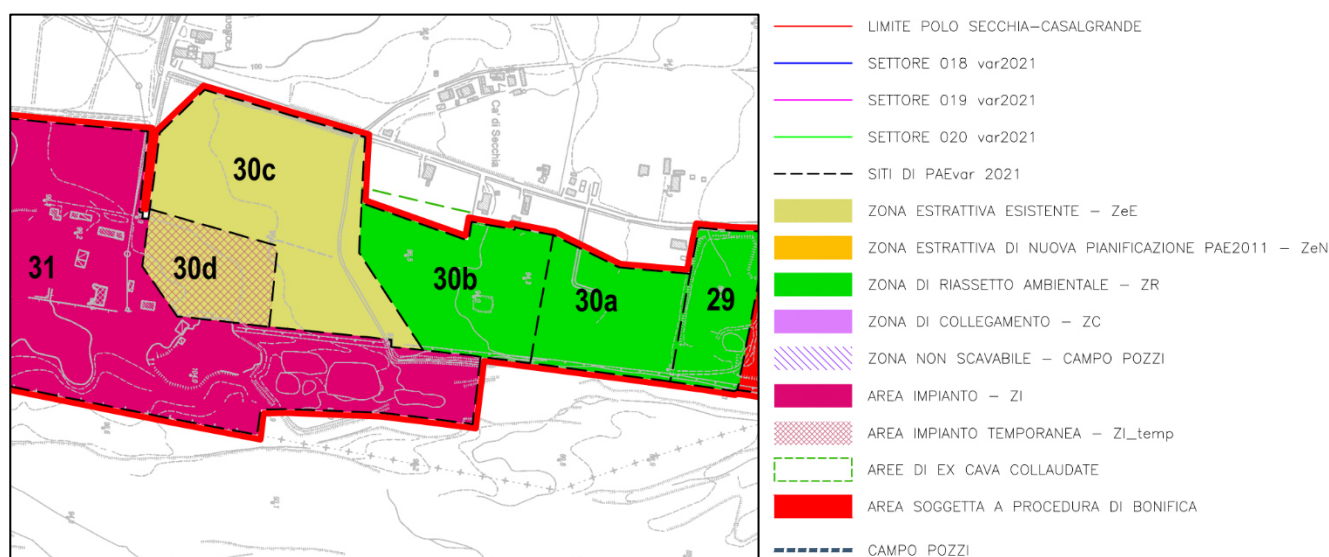 LIMITE POLO SECCHIA-CASALGRANDE
SETTORE 018 var2021
SETTORE 019 var2021
SETTORE 020 var2021
SITI DI PAEvar 2021
ZONA ESTRATTIVA ESISTENTE - ZeE
ZONA ESTRATTIVA DI NUOVA PIANIFICAZIONE PAE2011 - ZeN
ZONA DI RIASSETTO AMBIENTALE - ZR
ZONA DI COLLEGAMENTO - ZC
ZONA NON SCAVABILE - CAMPO POZZI
AREA IMPIANTO - ZI
AREA IMPIANTO TEMPORANEA - ZI_temp
AREE DI EX CAVA COLLAUDATE
AREA SOGGETTA A PROCEDURA DI BONIFICA
CAMPO POZZI
100
Ca' di Secchia
30c
31
30d
30b
30a
29